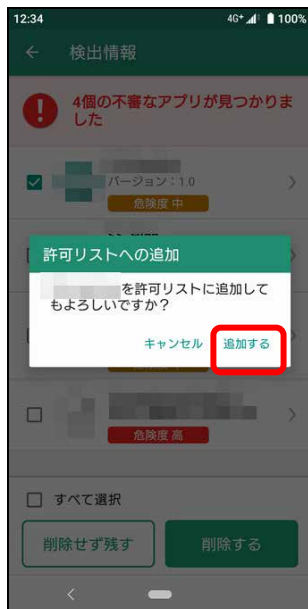 12:34
4G+ 100%
検出情報
4個の不審なアプリが見つかりま
した
バージョン：1.0
危険度 中
許可リストへの追加
を許可リストに追加して
もよろしいですか？
キャンセル
追加する
危険度 高
すべて選択
削除せず残す
削除する